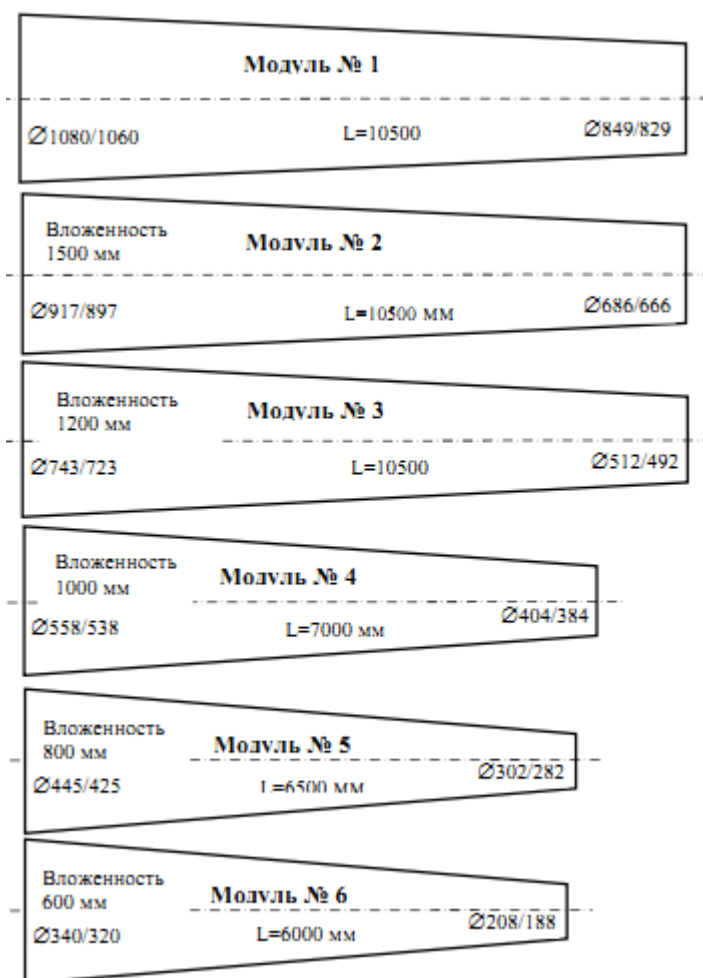 Модуль № 1
∅1080/1060 L=10500 ∅849/829
Вложенность
1500 мм
Модуль № 2
∅917/897 L=10500 мм ∅686/666
Вложенность
1200 мм
Модуль № 3
∅743/723 L=10500 ∅512/492
Вложенность
1000 мм
Модуль № 4
∅558/538 L=7000 мм ∅404/384
Вложенность
800 мм
Модуль № 5
∅445/425 L=6500 мм ∅302/282
Вложенность
600 мм
Модуль № 6
∅340/320 L=6000 мм ∅208/188